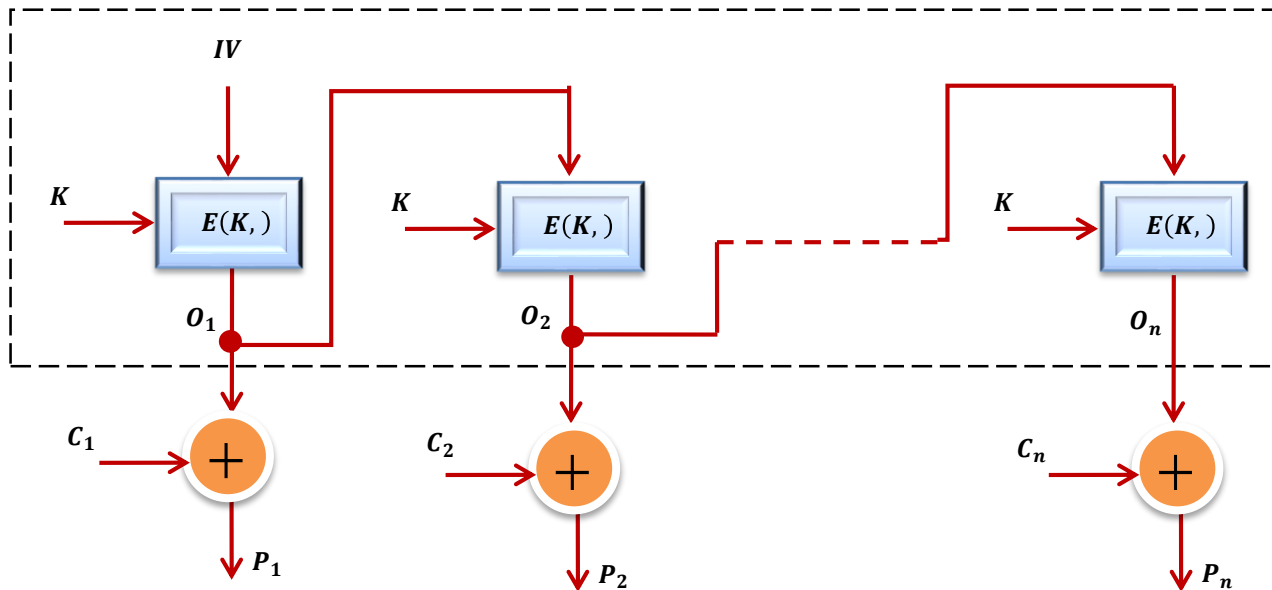 IV
K
E(K, )
K
E(K, )
K
E(K, )
O₁
O₂
Oₙ
C₁
+
C₂
+
Cₙ
+
P₁
P₂
Pₙ